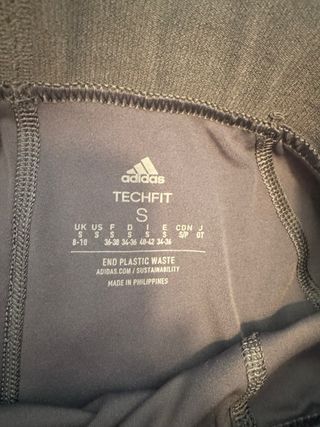 adidas
TECHFIT
S
UK US F D I E CDN J
S S S S S S S/P OT
8-10 36-38 34-36 40-42 34-36
END PLASTIC WASTE
ADIDAS.COM / SUSTAINABILITY
MADE IN PHILIPPINES